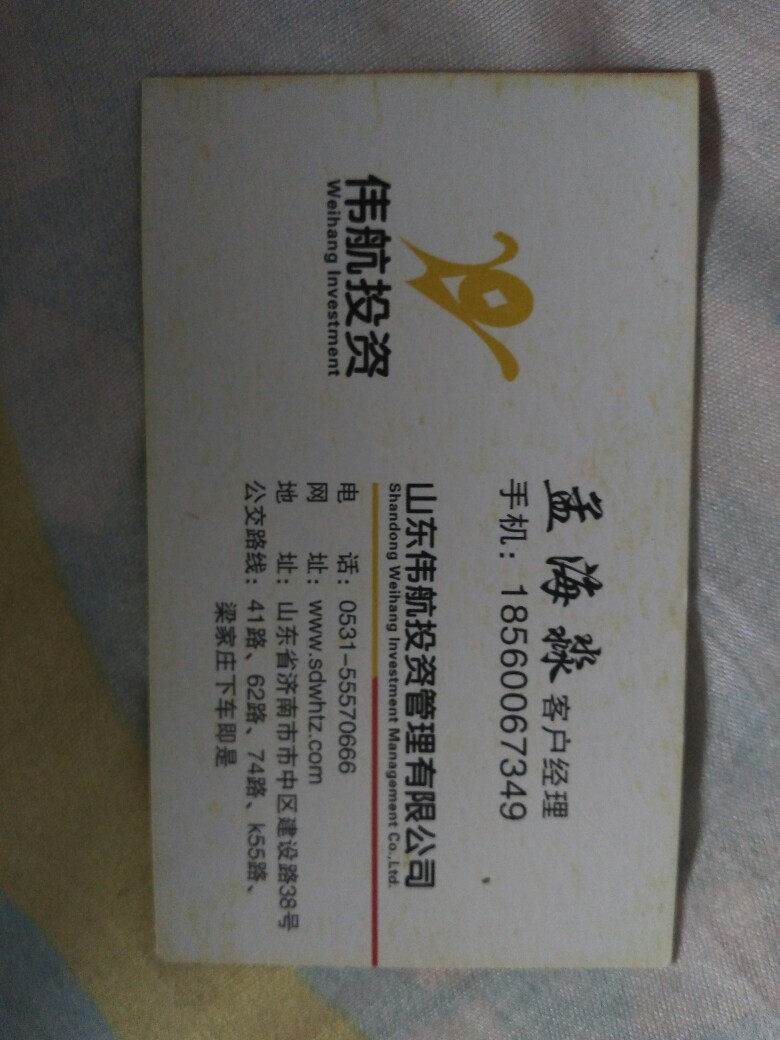 伟航投资
Weihang Investment
孟海淼 客户经理
手机：18560067349
山东伟航投资管理有限公司
Shandong Weihang Investment Management Co.,Ltd.
电 话：0531-55570666
网 址：www.sdwhtz.com
地 址：山东省济南市市中区建设路38号
公交路线：41路、62路、74路、k55路、
梁家庄下车即是